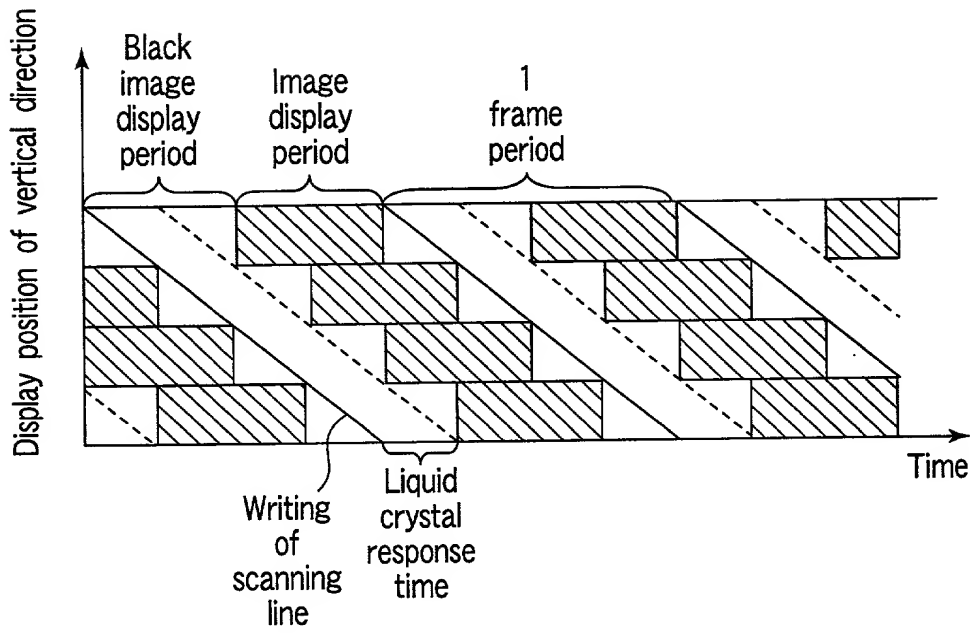 Display position of vertical direction
Black
image
display
period
Image
display
period
1
frame
period
Time
Writing
of
scanning
line
Liquid
crystal
response
time